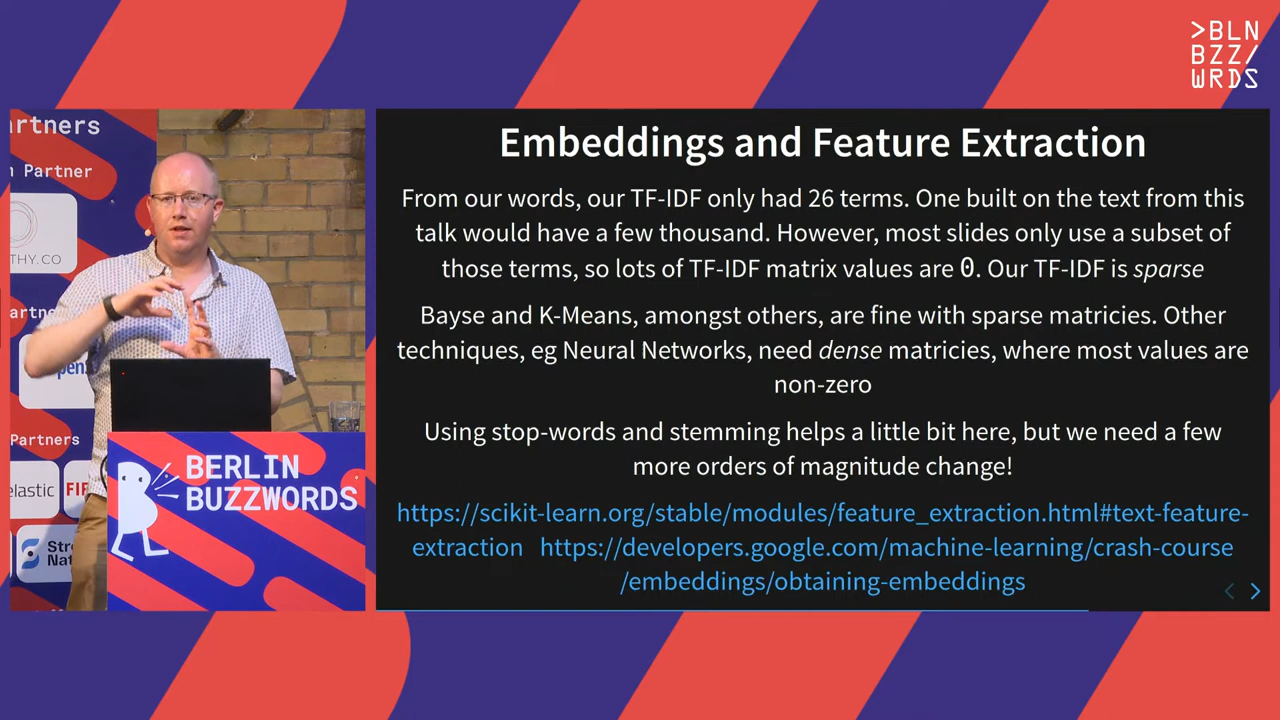 >BLN
BZZ/
WRDS
artners
n Partner
THY.CO
artne
pens
Partners
elastic
FIF
Stre
Nat
BERLIN
BUZZWORDS
Embeddings and Feature Extraction
From our words, our TF-IDF only had 26 terms. One built on the text from this
talk would have a few thousand. However, most slides only use a subset of
those terms, so lots of TF-IDF matrix values are 0. Our TF-IDF is sparse
Bayse and K-Means, amongst others, are fine with sparse matricies. Other
techniques, eg Neural Networks, need dense matricies, where most values are
non-zero
Using stop-words and stemming helps a little bit here, but we need a few
more orders of magnitude change!
https://scikit-learn.org/stable/modules/feature_extraction.html#text-feature-
extraction https://developers.google.com/machine-learning/crash-course
/embeddings/obtaining-embeddings